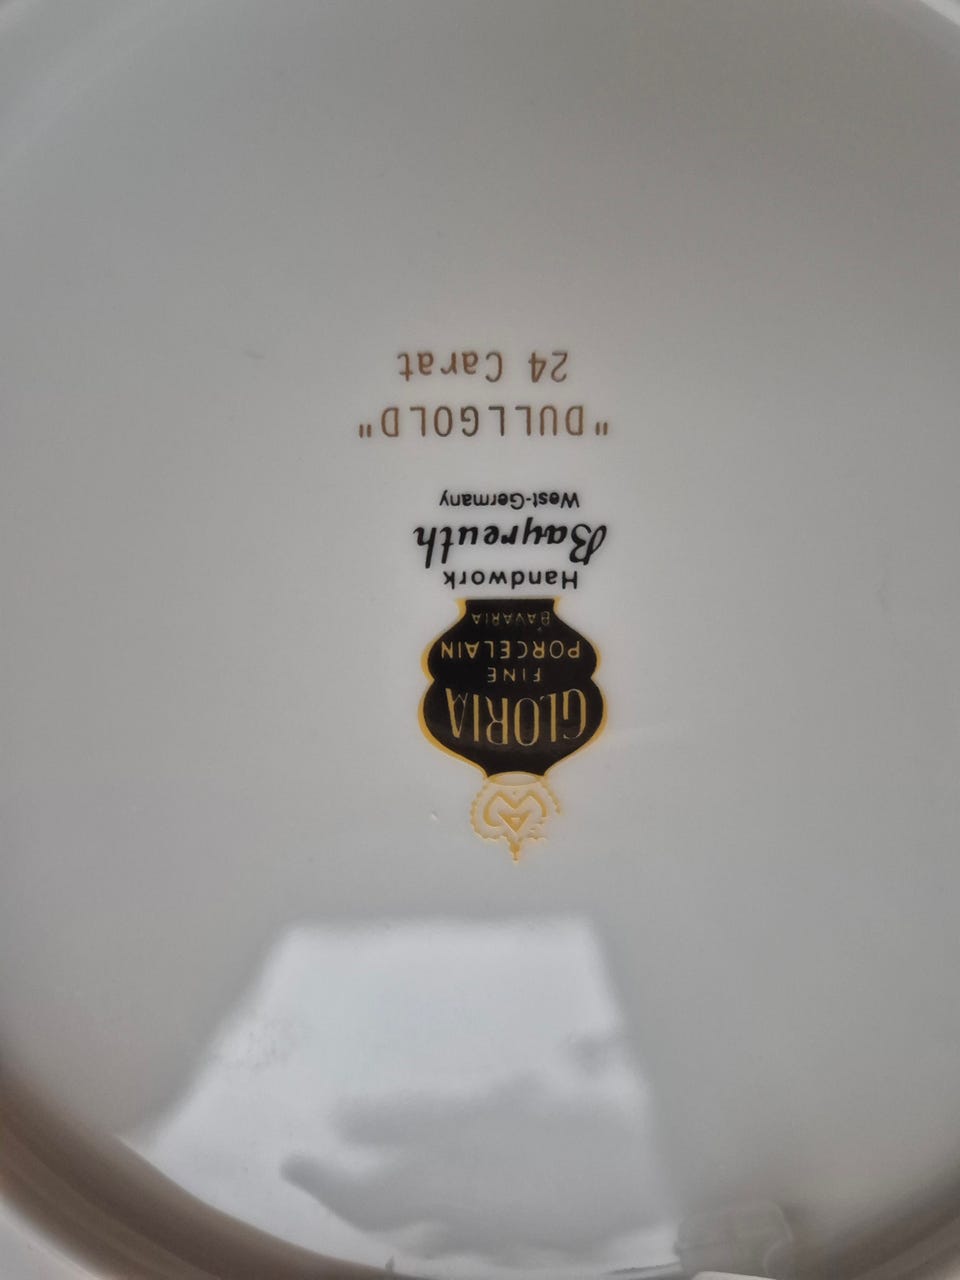 GLORIA
FINE
PORCELAIN
BAVARIA
Handwork
Bayreuth
West-Germany
"DULLGOLD"
24 Carat